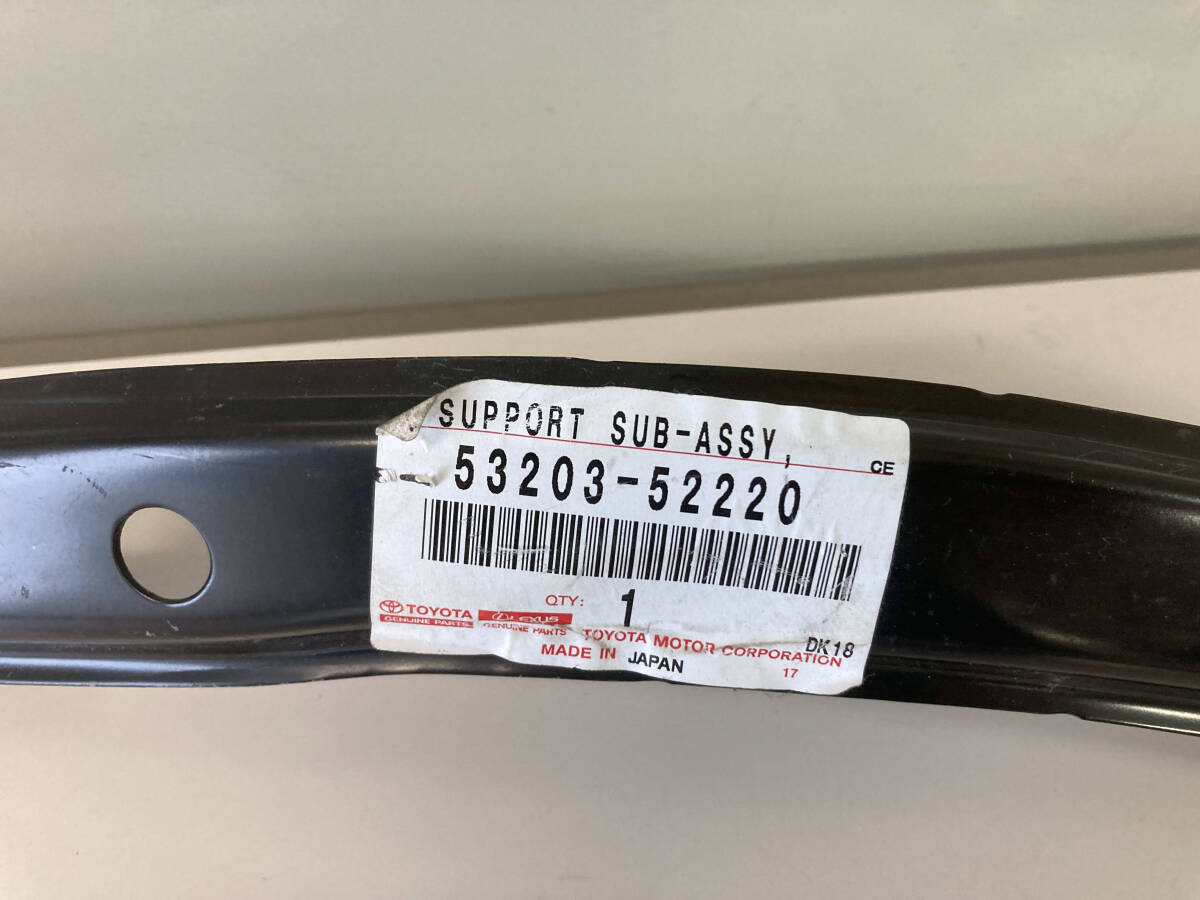 SUPPORT SUB-ASSY,
CE
53203-52220
QTY: 1
TOYOTA
GENUINE PARTS
LEXUS
GENUINE PARTS
TOYOTA MOTOR CORPORATION
MADE IN JAPAN
17
DK18